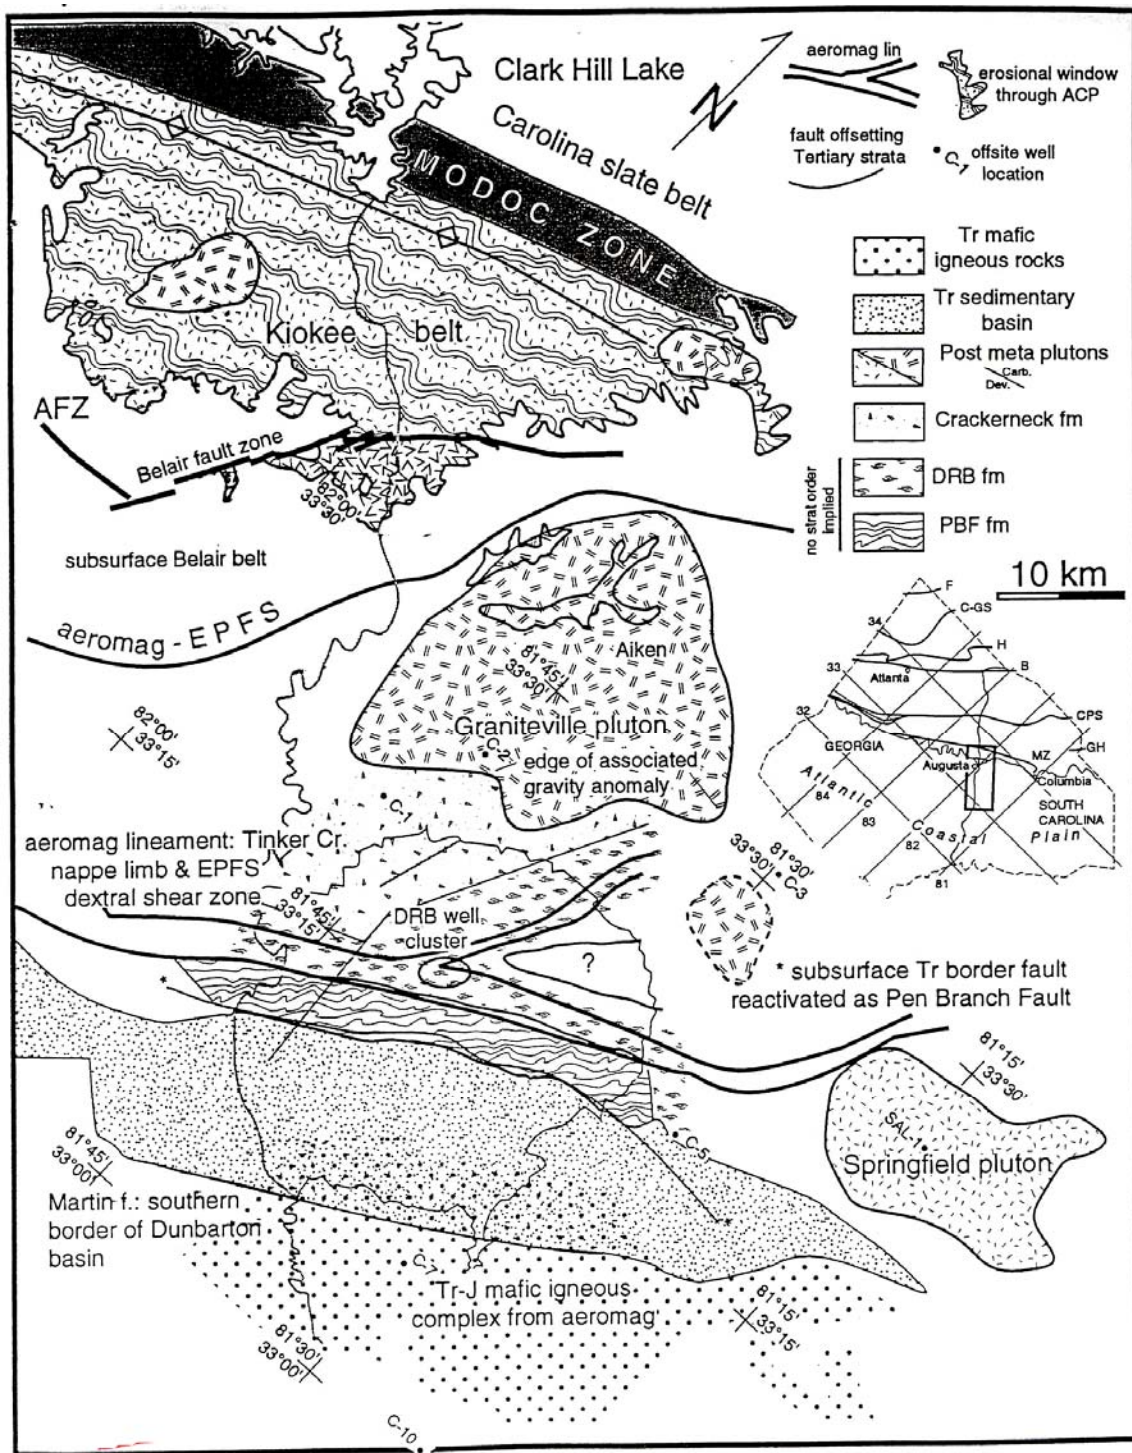 Clark Hill Lake
Carolina slate belt
MODOC ZONE
N
aeromag lin
erosional window
through ACP
fault offsetting
Tertiary strata
C-1
offsite well
location
Tr mafic
igneous rocks
Tr sedimentary
basin
Post meta plutons
Carb.
Dev.
Crackerneck fm
DRB fm
PBF fm
no strat order
Implied
10 km
Kiokee belt
AFZ
Belair fault zone
82°00'
33°30'
subsurface Belair belt
aeromag - EPFS
Aiken
81°45'
33°30'
Graniteville pluton
C-2
edge of associated
gravity anomaly
82°00'
33°15'
C-1
F
C-GS
34
H
33
Atlanta
B
32
CPS
GEORGIA
MZ
GH
Augusta
Columbia
Atlantic
84
SOUTH
CAROLINA
83
Coastal
Plain
82
81
aeromag lineament: Tinker Cr.
nappe limb & EPFS
dextral shear zone
81°45'
33°15'
DRB well
cluster
?
81°30'
33°30'
C-3
* subsurface Tr border fault
reactivated as Pen Branch Fault
*
81°15'
33°30'
SAL-1
Springfield pluton
C-5
*
81°45'
33°00'
Martin f.: southern
border of Dunbarton
basin
C-7
Tr-J mafic igneous
complex from aeromag
81°15'
33°15'
81°30'
33°00'
C-10